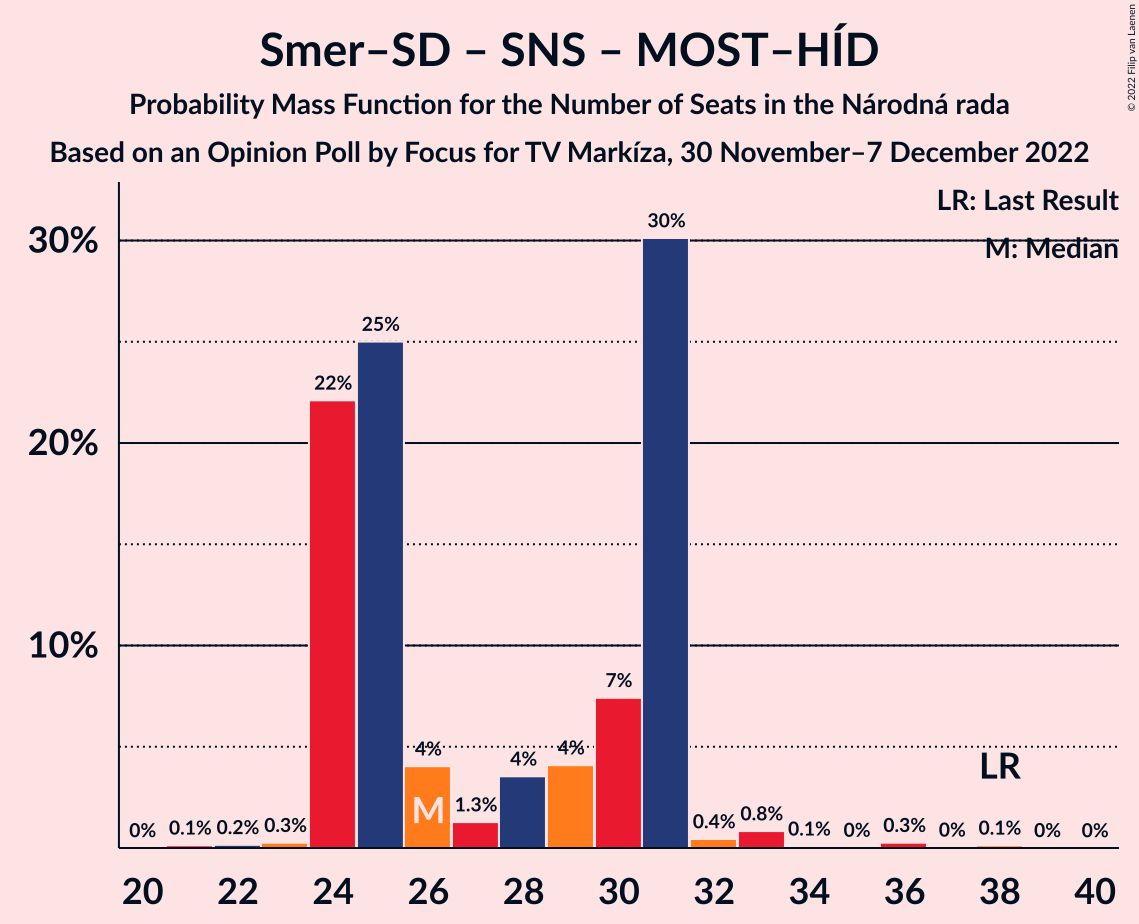 Smer–SD – SNS – MOST–HÍD
Probability Mass Function for the Number of Seats in the Národná rada
Based on an Opinion Poll by Focus for TV Markíza, 30 November–7 December 2022
© 2022 Filip van Laenen
LR: Last Result
M: Median
30%
20%
10%
0% 0.1% 0.2% 0.3% 22% 25% 4% 1.3% 4% 4% 7% 30% 0.4% 0.8% 0.1% 0% 0.3% 0% 0.1% 0% 0%
M
LR
20 22 24 26 28 30 32 34 36 38 40